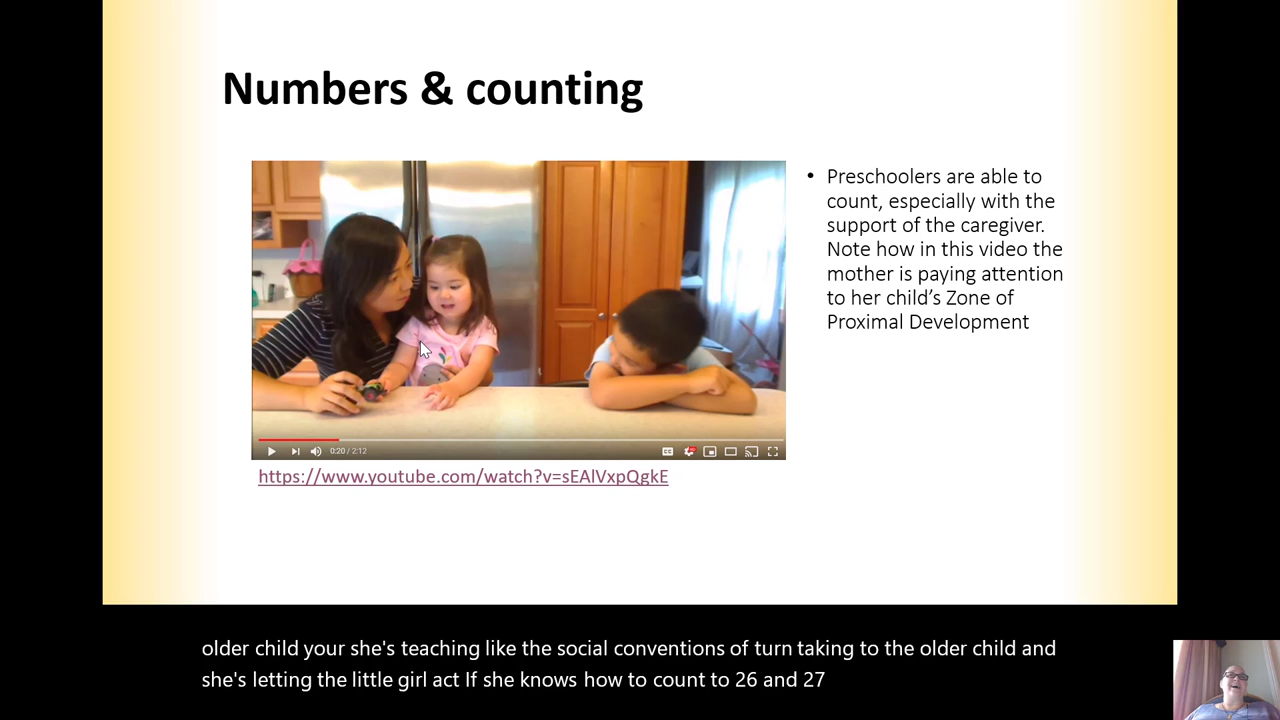 Numbers & counting
• Preschoolers are able to
count, especially with the
support of the caregiver.
Note how in this video the
mother is paying attention
to her child’s Zone of
Proximal Development
0:20 / 2:12
https://www.youtube.com/watch?v=sEAlVxpQgkE
older child your she's teaching like the social conventions of turn taking to the older child and
she's letting the little girl act If she knows how to count to 26 and 27